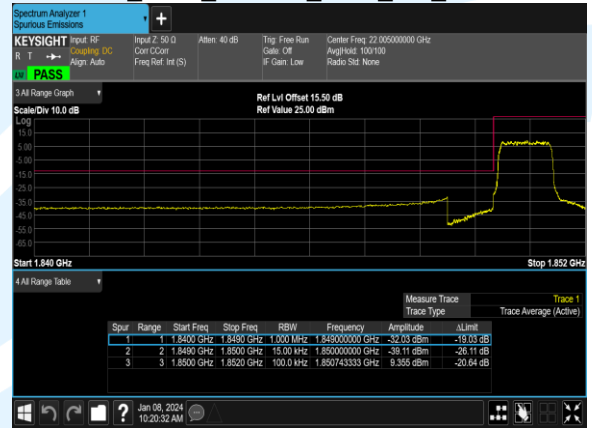 Spectrum Analyzer 1
Spurious Emissions
+
KEYSIGHT Input: RF Input Z: 50 Ω Atten: 40 dB Trig: Free Run Center Freq: 22.005000000 GHz
R T Coupling: DC Corr CCorr Gate: Off Avg|Hold: 100/100
Align: Auto Freq Ref: Int (S) IF Gain: Low Radio Std: None
PASS
3 All Range Graph
Ref Lvl Offset 15.50 dB
Scale/Div 10.0 dB Ref Value 25.00 dBm
Log
15.0
5.00
-5.00
-15.0
-25.0
-35.0
-45.0
-55.0
-65.0
Start 1.840 GHz Stop 1.852 GHz
4 All Range Table
Measure Trace Trace 1
Trace Type Trace Average (Active)
Spur Range Start Freq Stop Freq RBW Frequency Amplitude ΔLimit
1 1 1.8400 GHz 1.8490 GHz 1.000 MHz 1.849000000 GHz -32.03 dBm -19.03 dB
2 2 1.8490 GHz 1.8500 GHz 15.00 kHz 1.850000000 GHz -39.11 dBm -26.11 dB
3 3 1.8500 GHz 1.8520 GHz 100.0 kHz 1.850743333 GHz 9.355 dBm -20.64 dB
? Jan 08, 2024
10:20:32 AM